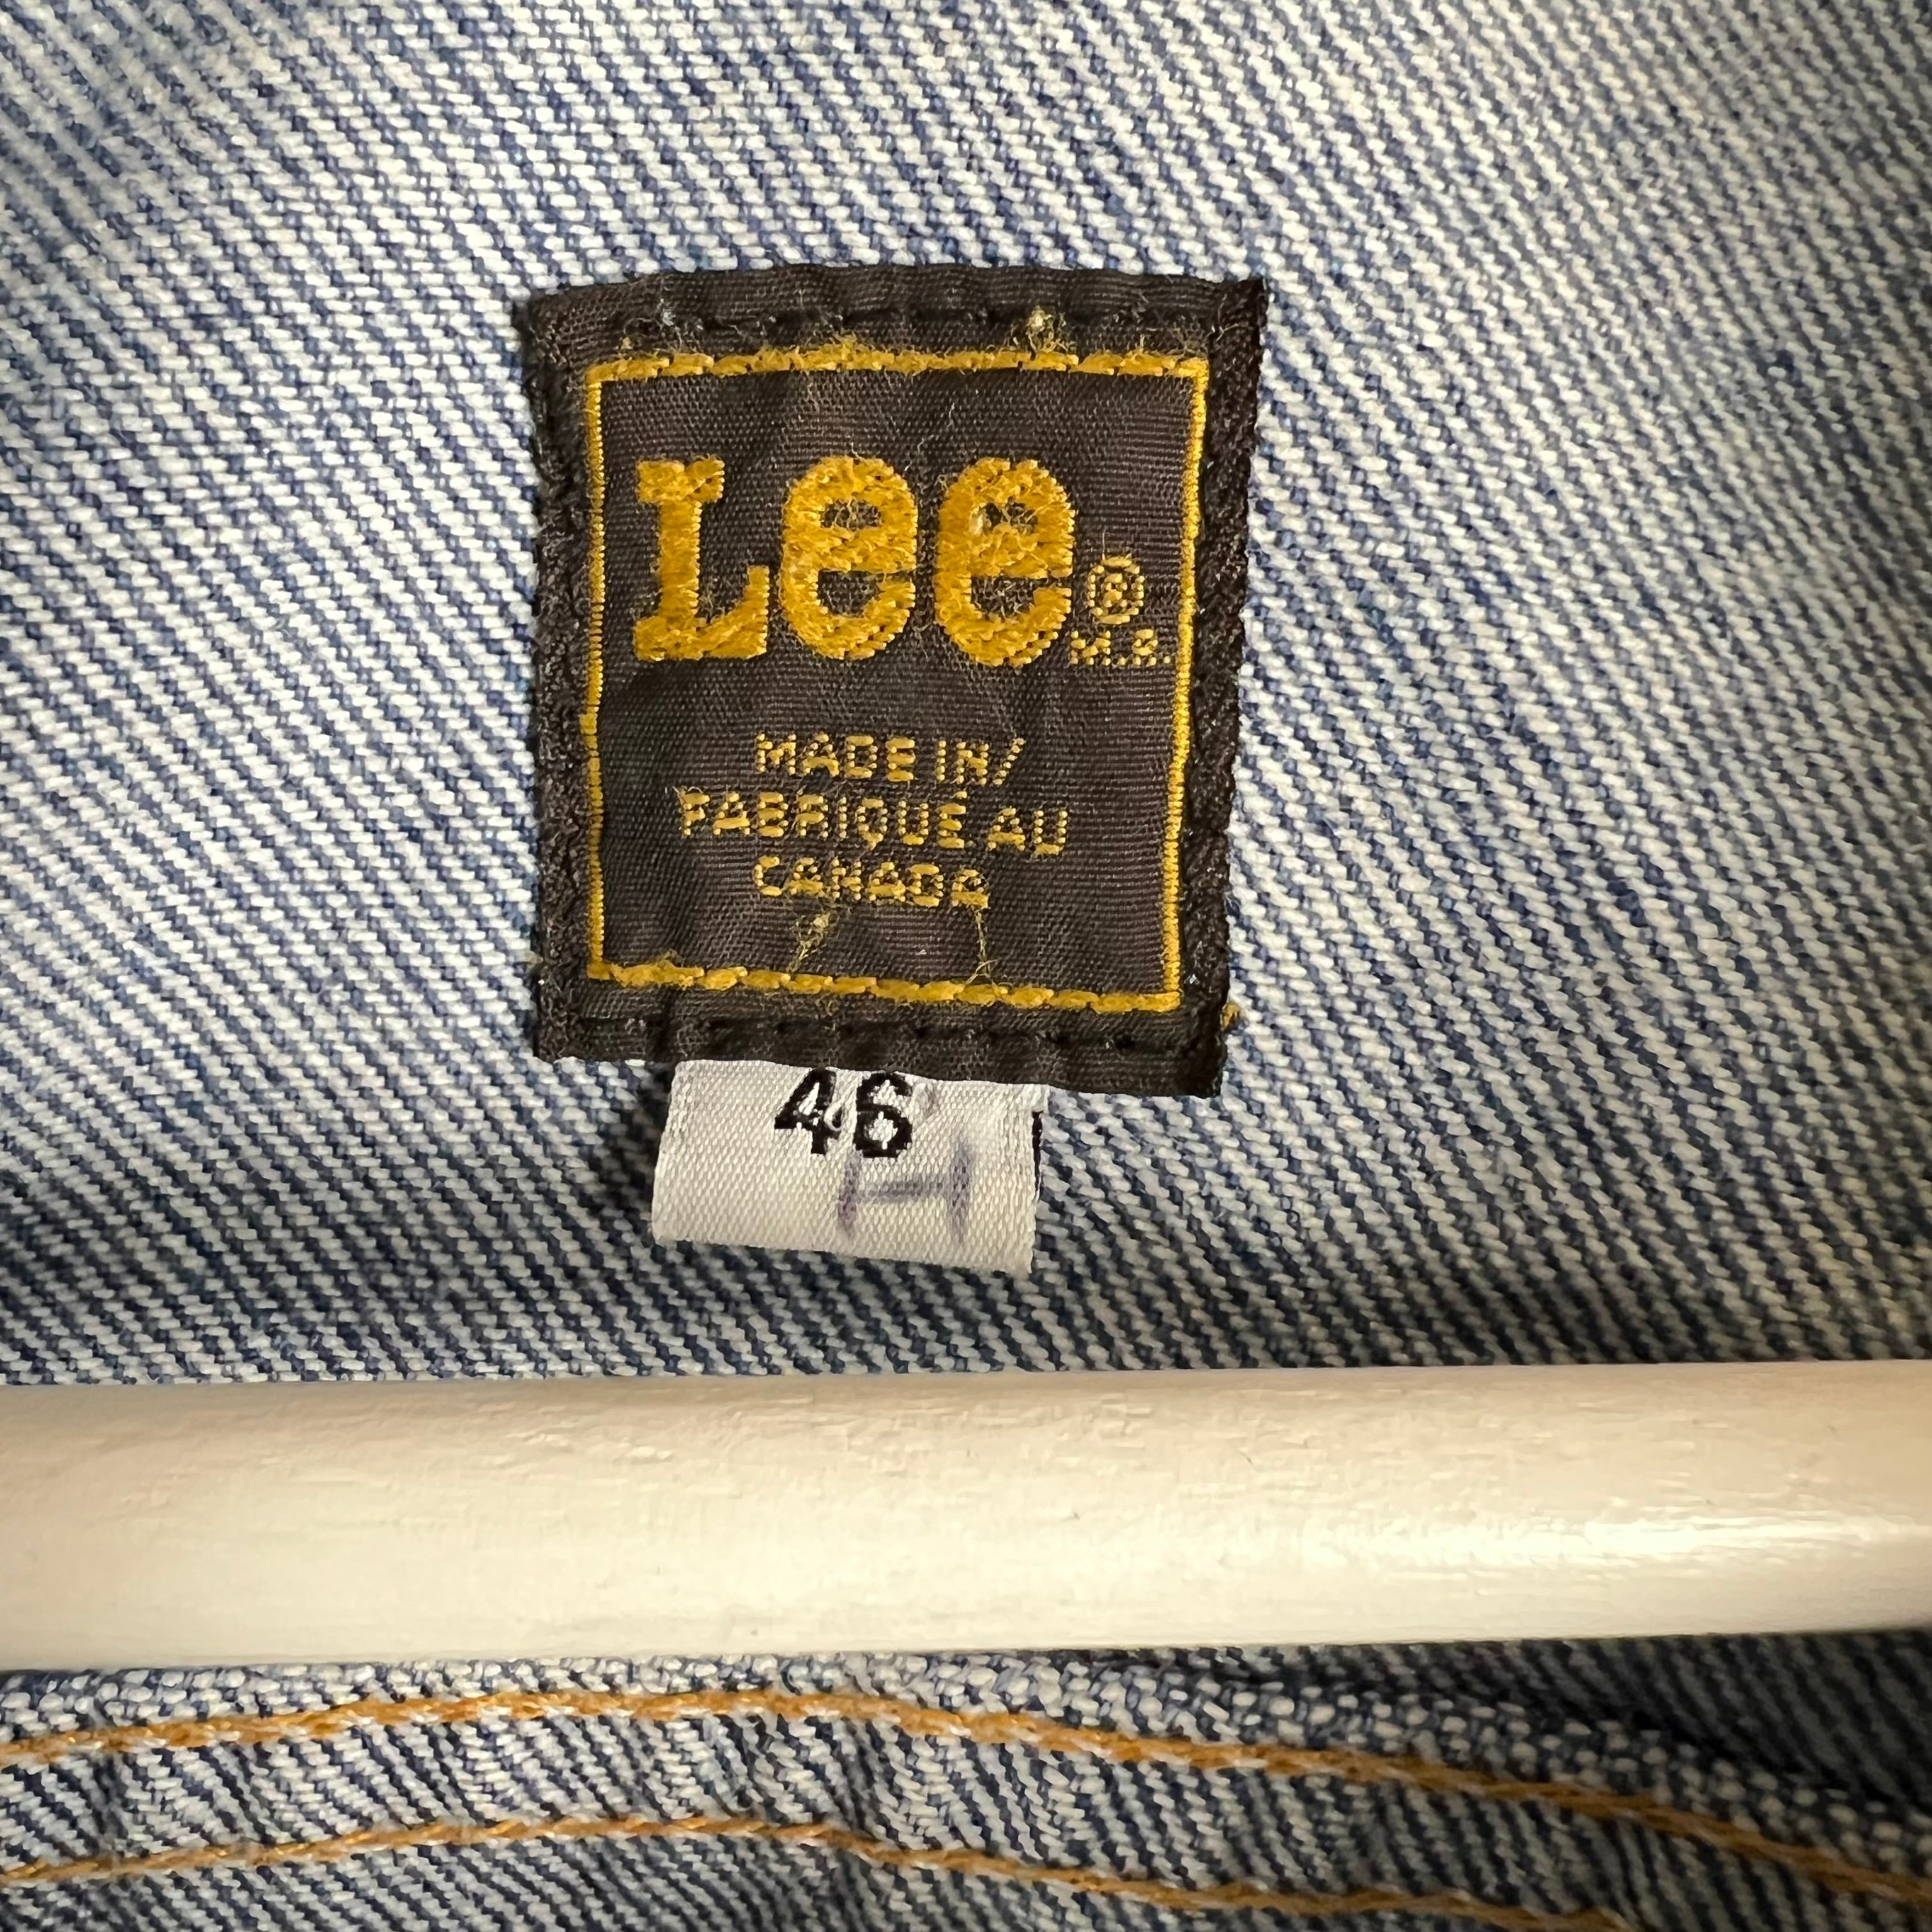 Lee®
M.R.
MADE IN/
FABRIQUÉ AU
CANADA
46
H